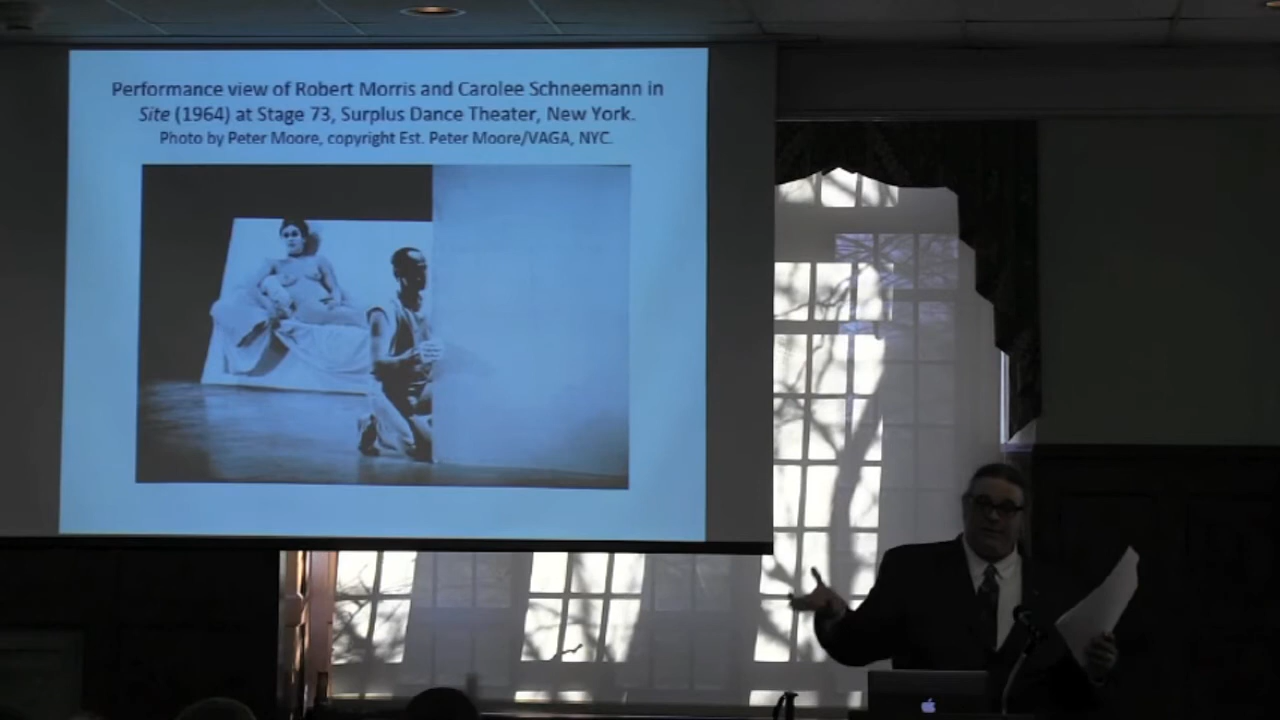 Performance view of Robert Morris and Carolee Schneemann in
Site (1964) at Stage 73, Surplus Dance Theater, New York.
Photo by Peter Moore, copyright Est. Peter Moore/VAGA, NYC.